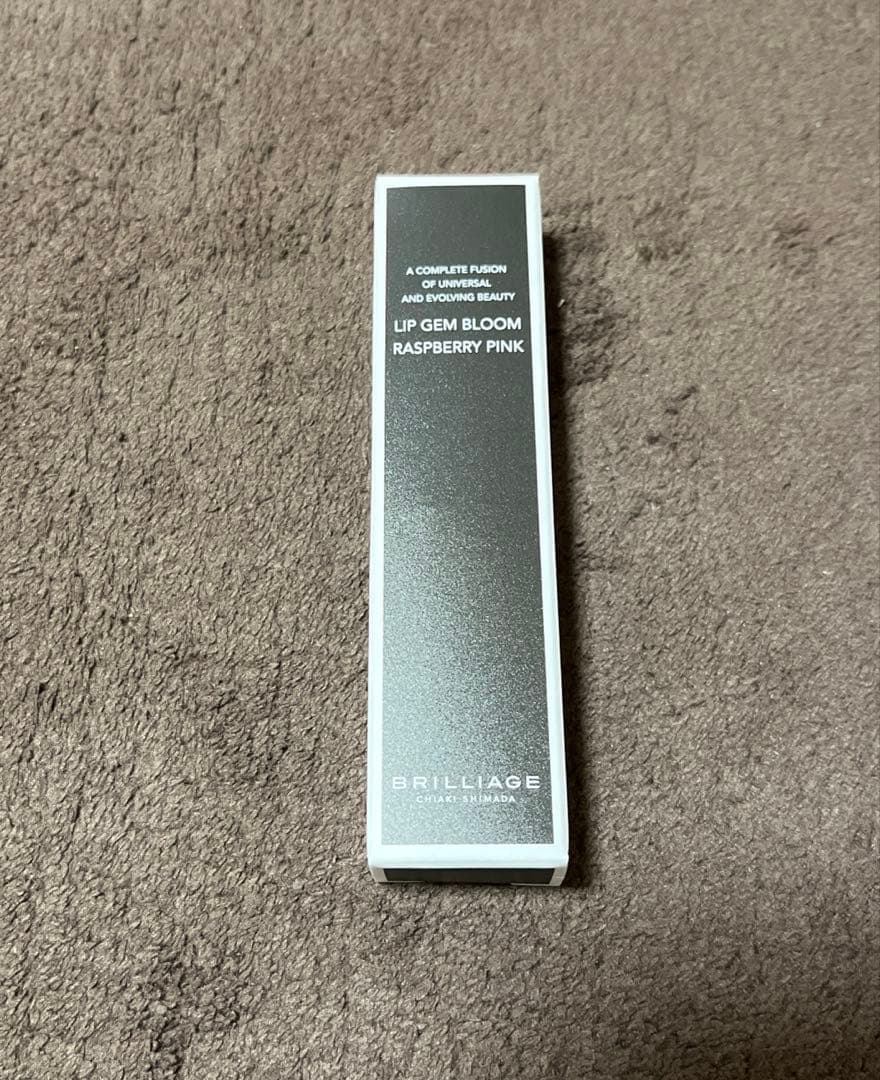 A COMPLETE FUSION
OF UNIVERSAL
AND EVOLVING BEAUTY
LIP GEM BLOOM
RASPBERRY PINK
BRILLIAGE
CHIAKI SHIMADA